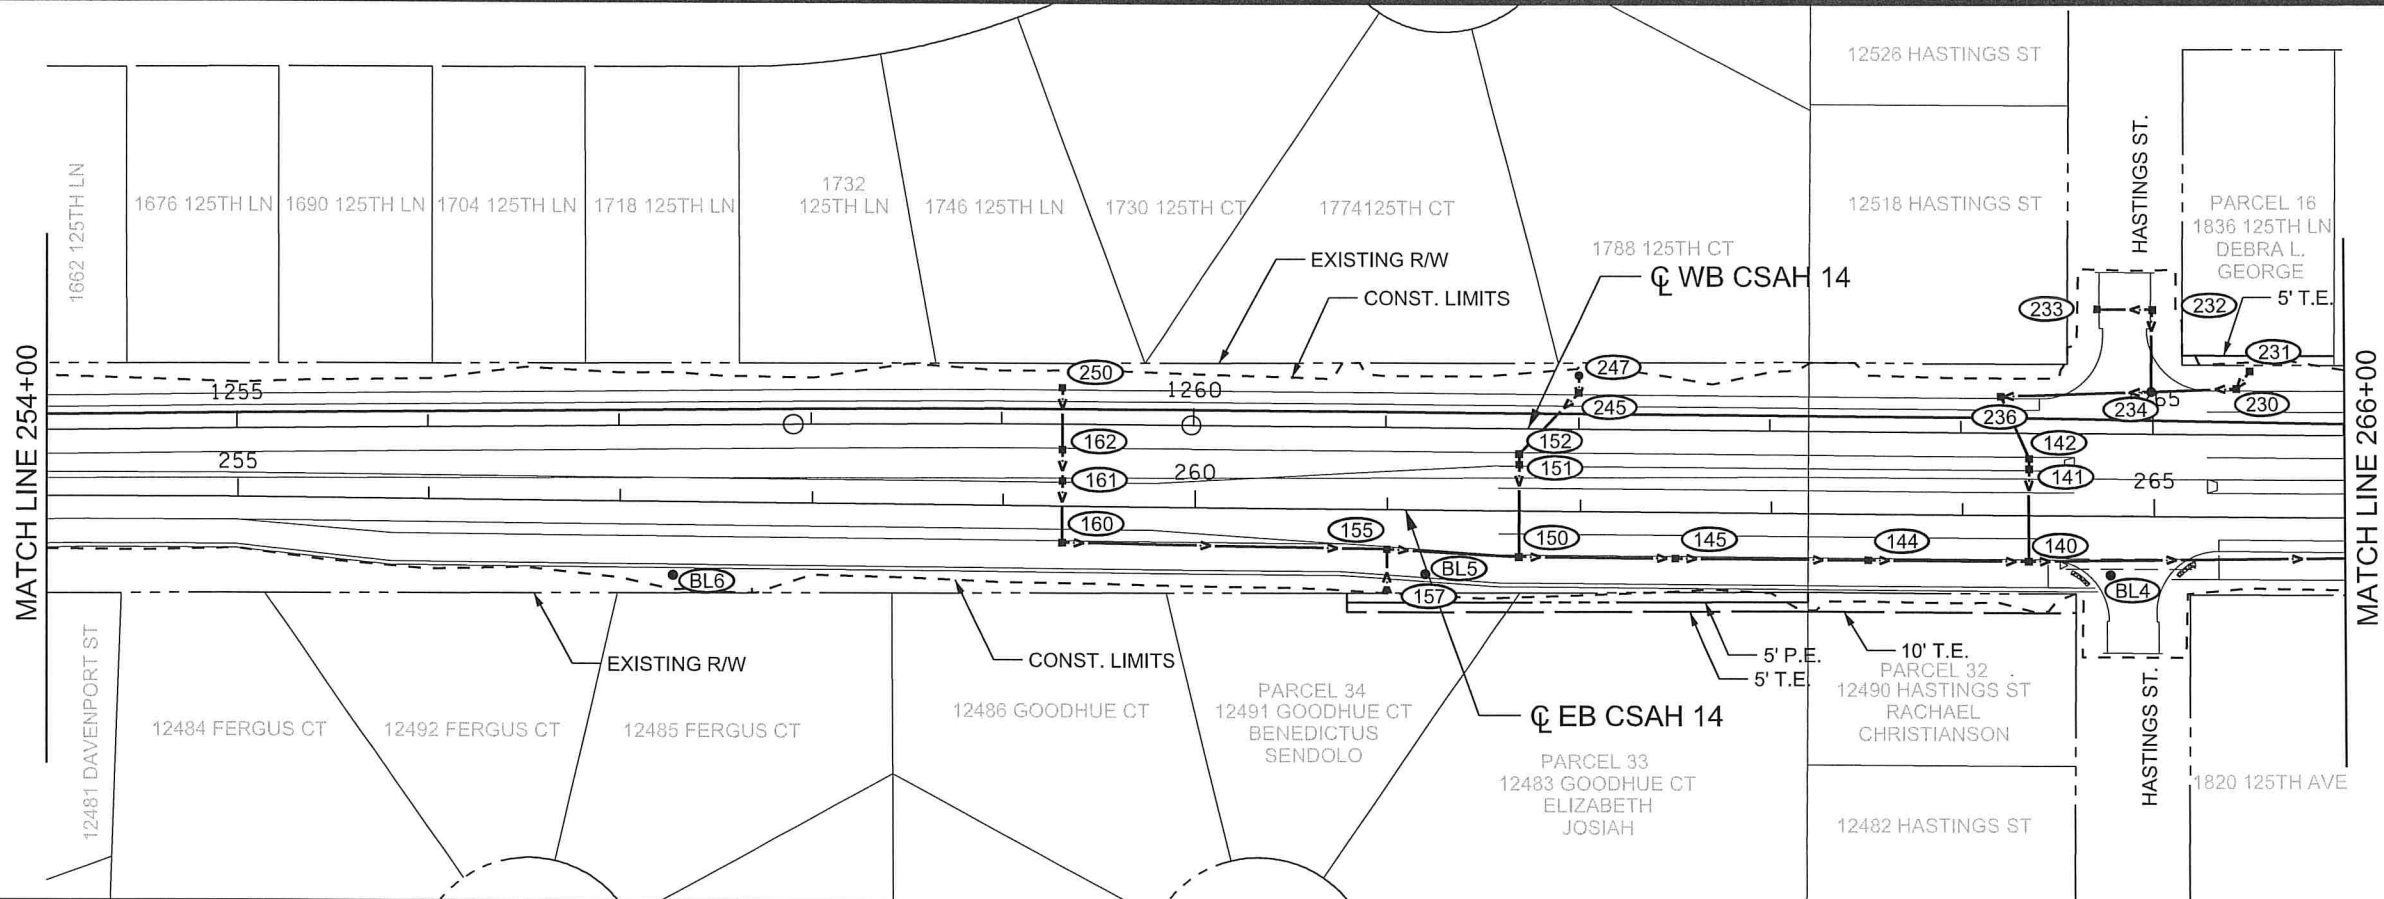 12526 HASTINGS ST
HASTINGS ST.
1662 125TH LN
1676 125TH LN
1690 125TH LN
1704 125TH LN
1718 125TH LN
1732
125TH LN
1746 125TH LN
1730 125TH CT
1774125TH CT
12518 HASTINGS ST
PARCEL 16
1836 125TH LN
DEBRA L.
GEORGE
1788 125TH CT
EXISTING R/W
℄ WB CSAH 14
CONST. LIMITS
233
232
5' T.E.
231
MATCH LINE 254+00
MATCH LINE 266+00
250
247
1255
1260
245
236
234
65
230
162
152
142
255
161
260
151
141
265
160
155
150
145
144
140
BL6
BL5
157
BL4
EXISTING R/W
CONST. LIMITS
5' P.E.
5' T.E.
10' T.E.
PARCEL 32
12490 HASTINGS ST
RACHAEL
CHRISTIANSON
HASTINGS ST.
12481 DAVENPORT ST
12484 FERGUS CT
12492 FERGUS CT
12485 FERGUS CT
12486 GOODHUE CT
PARCEL 34
12491 GOODHUE CT
BENEDICTUS
SENDOLO
℄ EB CSAH 14
PARCEL 33
12483 GOODHUE CT
ELIZABETH
JOSIAH
12482 HASTINGS ST
1820 125TH AVE